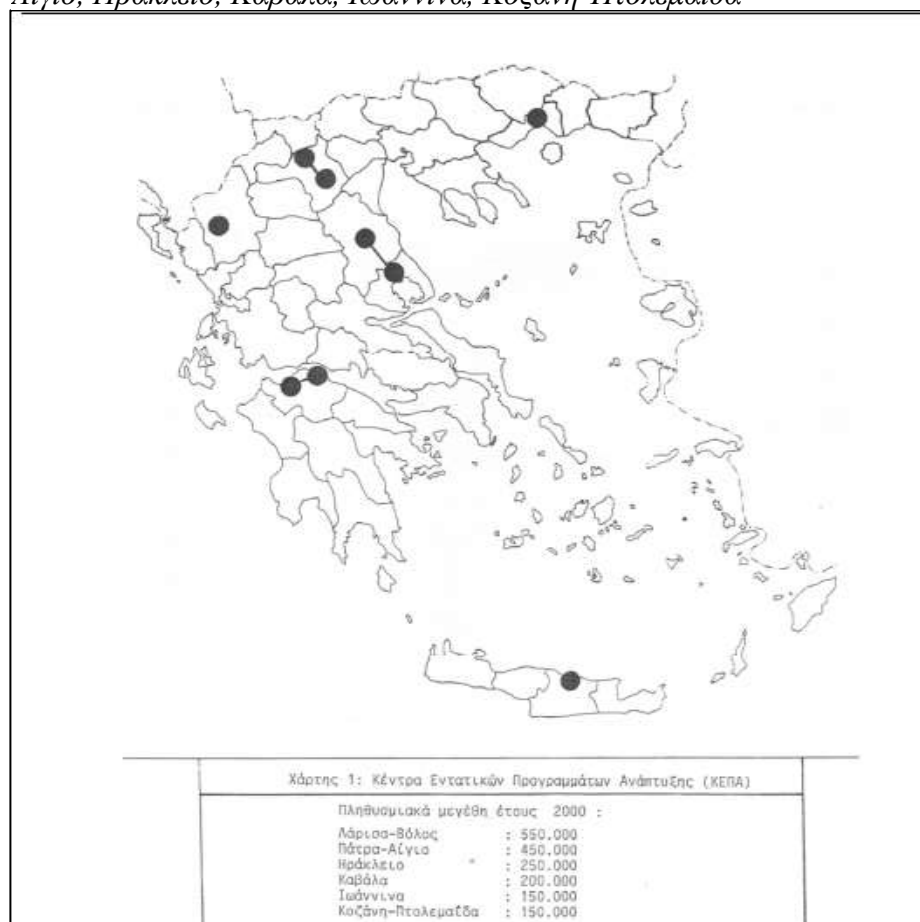 Αίγιο, Ηράκλειο, Καβάλα, Ιωάννινα, Κοζάνη-Πτολεμαΐδα
Χάρτης 1: Κέντρα Εντατικών Προγραμμάτων Ανάπτυξης (ΚΕΠΑ)
Πληθυσμιακά μεγέθη έτους 2000 :
Λάρισα-Βόλος : 550.000
Πάτρα-Αίγιο : 450.000
Ηράκλειο : 250.000
Καβάλα : 200.000
Ιωάννινα : 150.000
Κοζάνη-Πτολεμαΐδα : 150.000